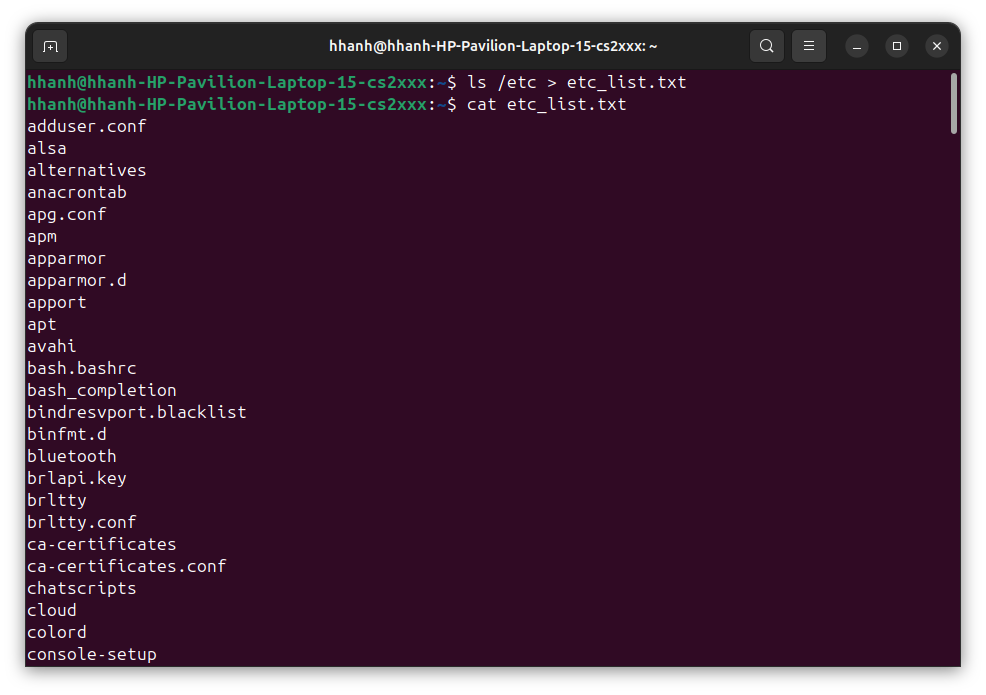 hhanh@hhanh-HP-Pavilion-Laptop-15-cs2xxx: ~
hhanh@hhanh-HP-Pavilion-Laptop-15-cs2xxx:~$ ls /etc > etc_list.txt
hhanh@hhanh-HP-Pavilion-Laptop-15-cs2xxx:~$ cat etc_list.txt
adduser.conf
alsa
alternatives
anacrontab
apg.conf
apm
apparmor
apparmor.d
apport
apt
avahi
bash.bashrc
bash_completion
bindresvport.blacklist
binfmt.d
bluetooth
brlapi.key
brltty
brltty.conf
ca-certificates
ca-certificates.conf
chatscripts
cloud
colord
console-setup